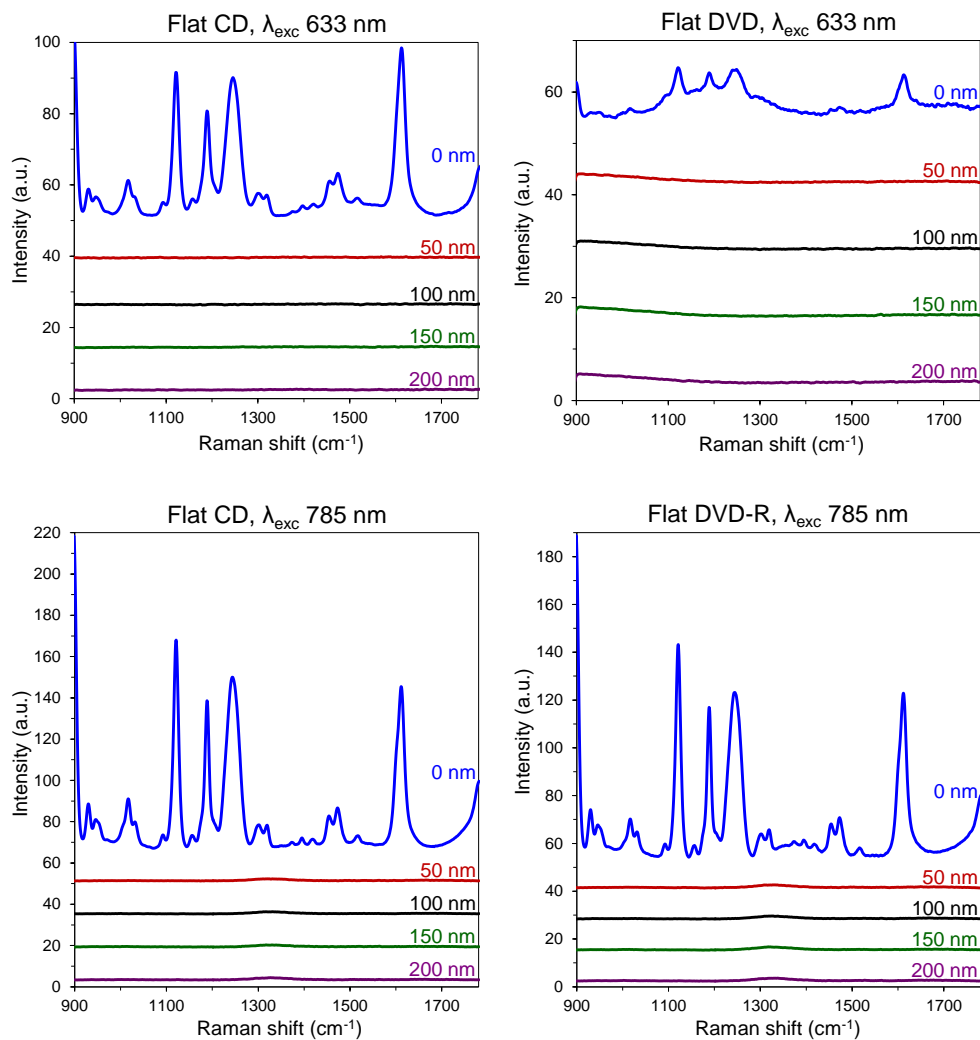 Flat CD, λexc 633 nm
100
80
60
40
20
0
Intensity (a.u.)
0 nm
50 nm
100 nm
150 nm
200 nm
900 1100 1300 1500 1700
Raman shift (cm-1)
Flat DVD, λexc 633 nm
60
40
20
0
Intensity (a.u.)
0 nm
50 nm
100 nm
150 nm
200 nm
900 1100 1300 1500 1700
Raman shift (cm-1)
Flat CD, λexc 785 nm
220
200
180
160
140
120
100
80
60
40
20
0
Intensity (a.u.)
0 nm
50 nm
100 nm
150 nm
200 nm
900 1100 1300 1500 1700
Raman shift (cm-1)
Flat DVD-R, λexc 785 nm
180
160
140
120
100
80
60
40
20
0
Intensity (a.u.)
0 nm
50 nm
100 nm
150 nm
200 nm
900 1100 1300 1500 1700
Raman shift (cm-1)